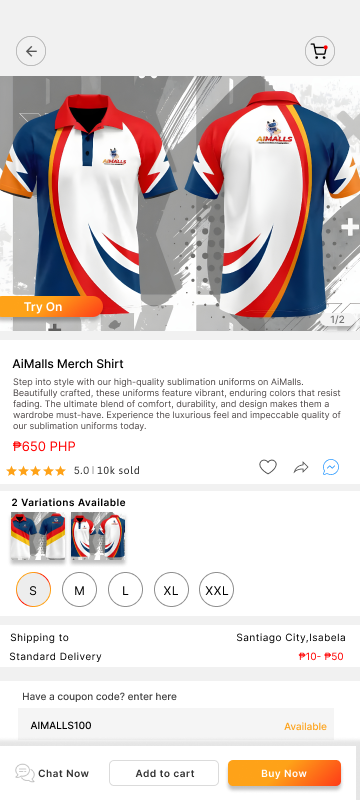 AIMALLS
AIMALLS
Try On
1/2
AiMalls Merch Shirt
Step into style with our high-quality sublimation uniforms on AiMalls.
Beautifully crafted, these uniforms feature vibrant, enduring colors that resist
fading. The ultimate blend of comfort, durability, and design makes them a
wardrobe must-have. Experience the luxurious feel and impeccable quality of
our sublimation uniforms today.
₱650 PHP
5.0 | 10k sold
2 Variations Available
S M L XL XXL
Shipping to Santiago City,Isabela
Standard Delivery ₱10- ₱50
Have a coupon code? enter here
AIMALLS100 Available
Chat Now Add to cart Buy Now